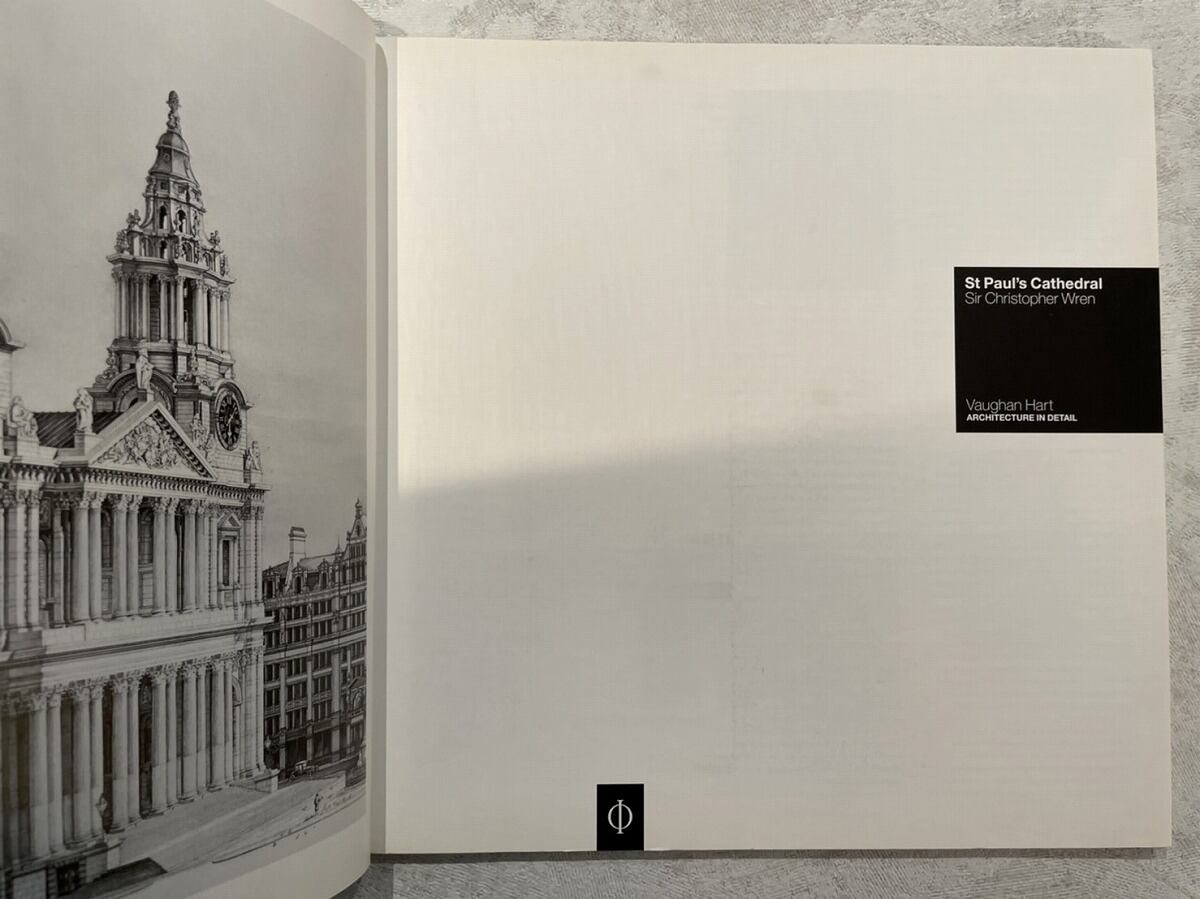 St Paul's Cathedral
Sir Christopher Wren
Vaughan Hart
ARCHITECTURE IN DETAIL
Φ